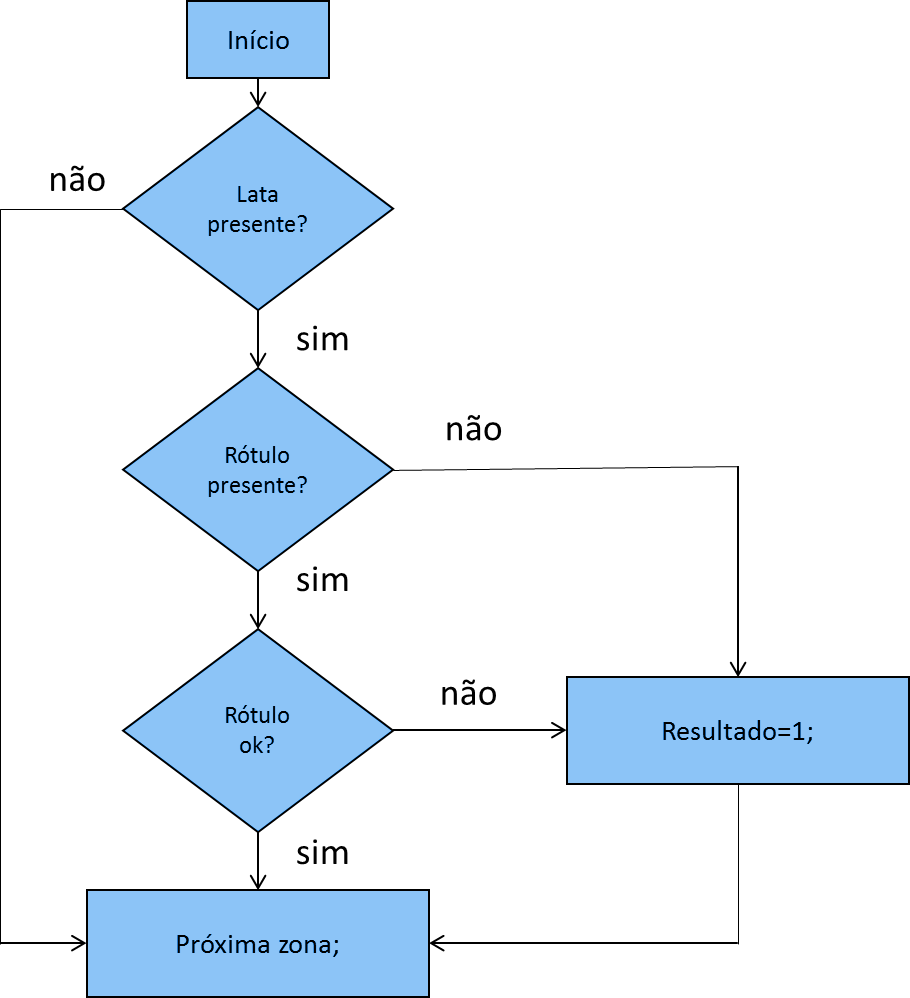 Início
não
Lata
presente?
sim
não
Rótulo
presente?
sim
não
Rótulo
ok?
Resultado=1;
sim
Próxima zona;